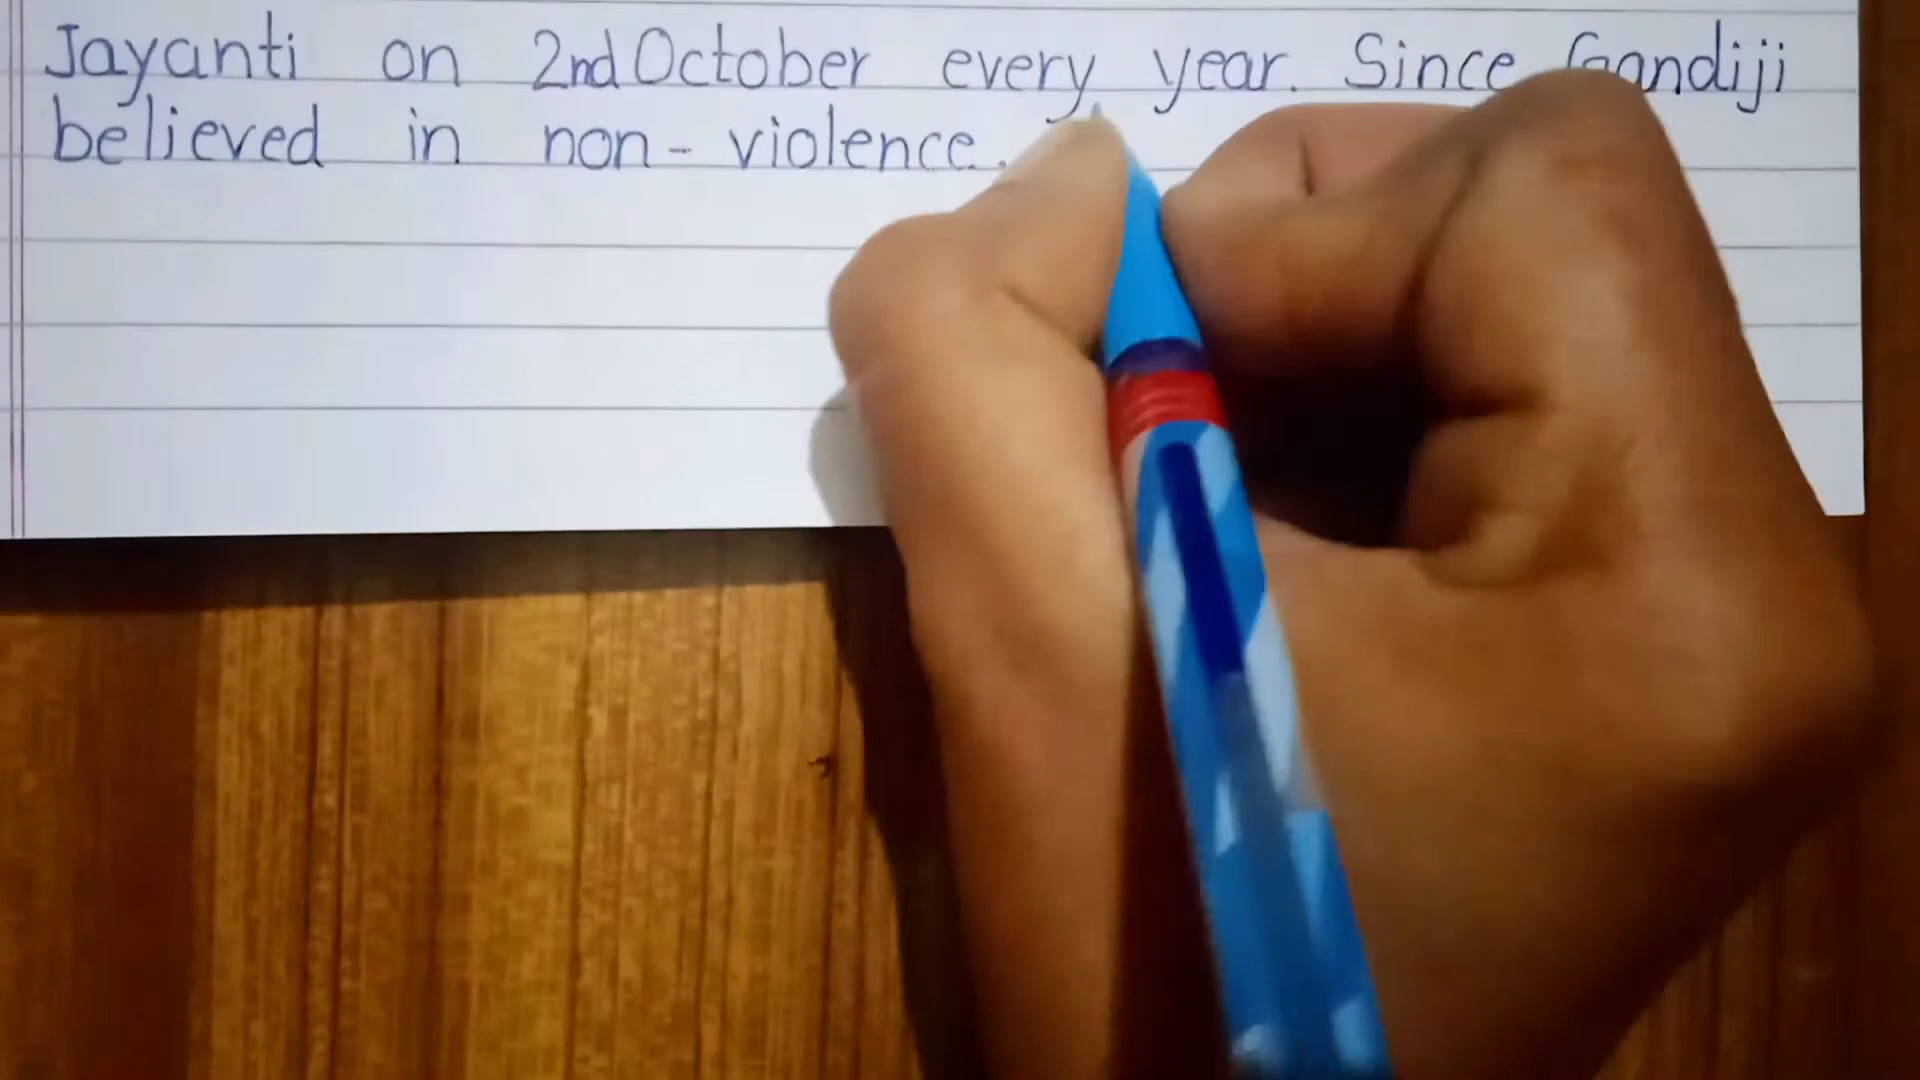 Jayanti on 2nd October every year. Since Gandiji
believed in non-violence.